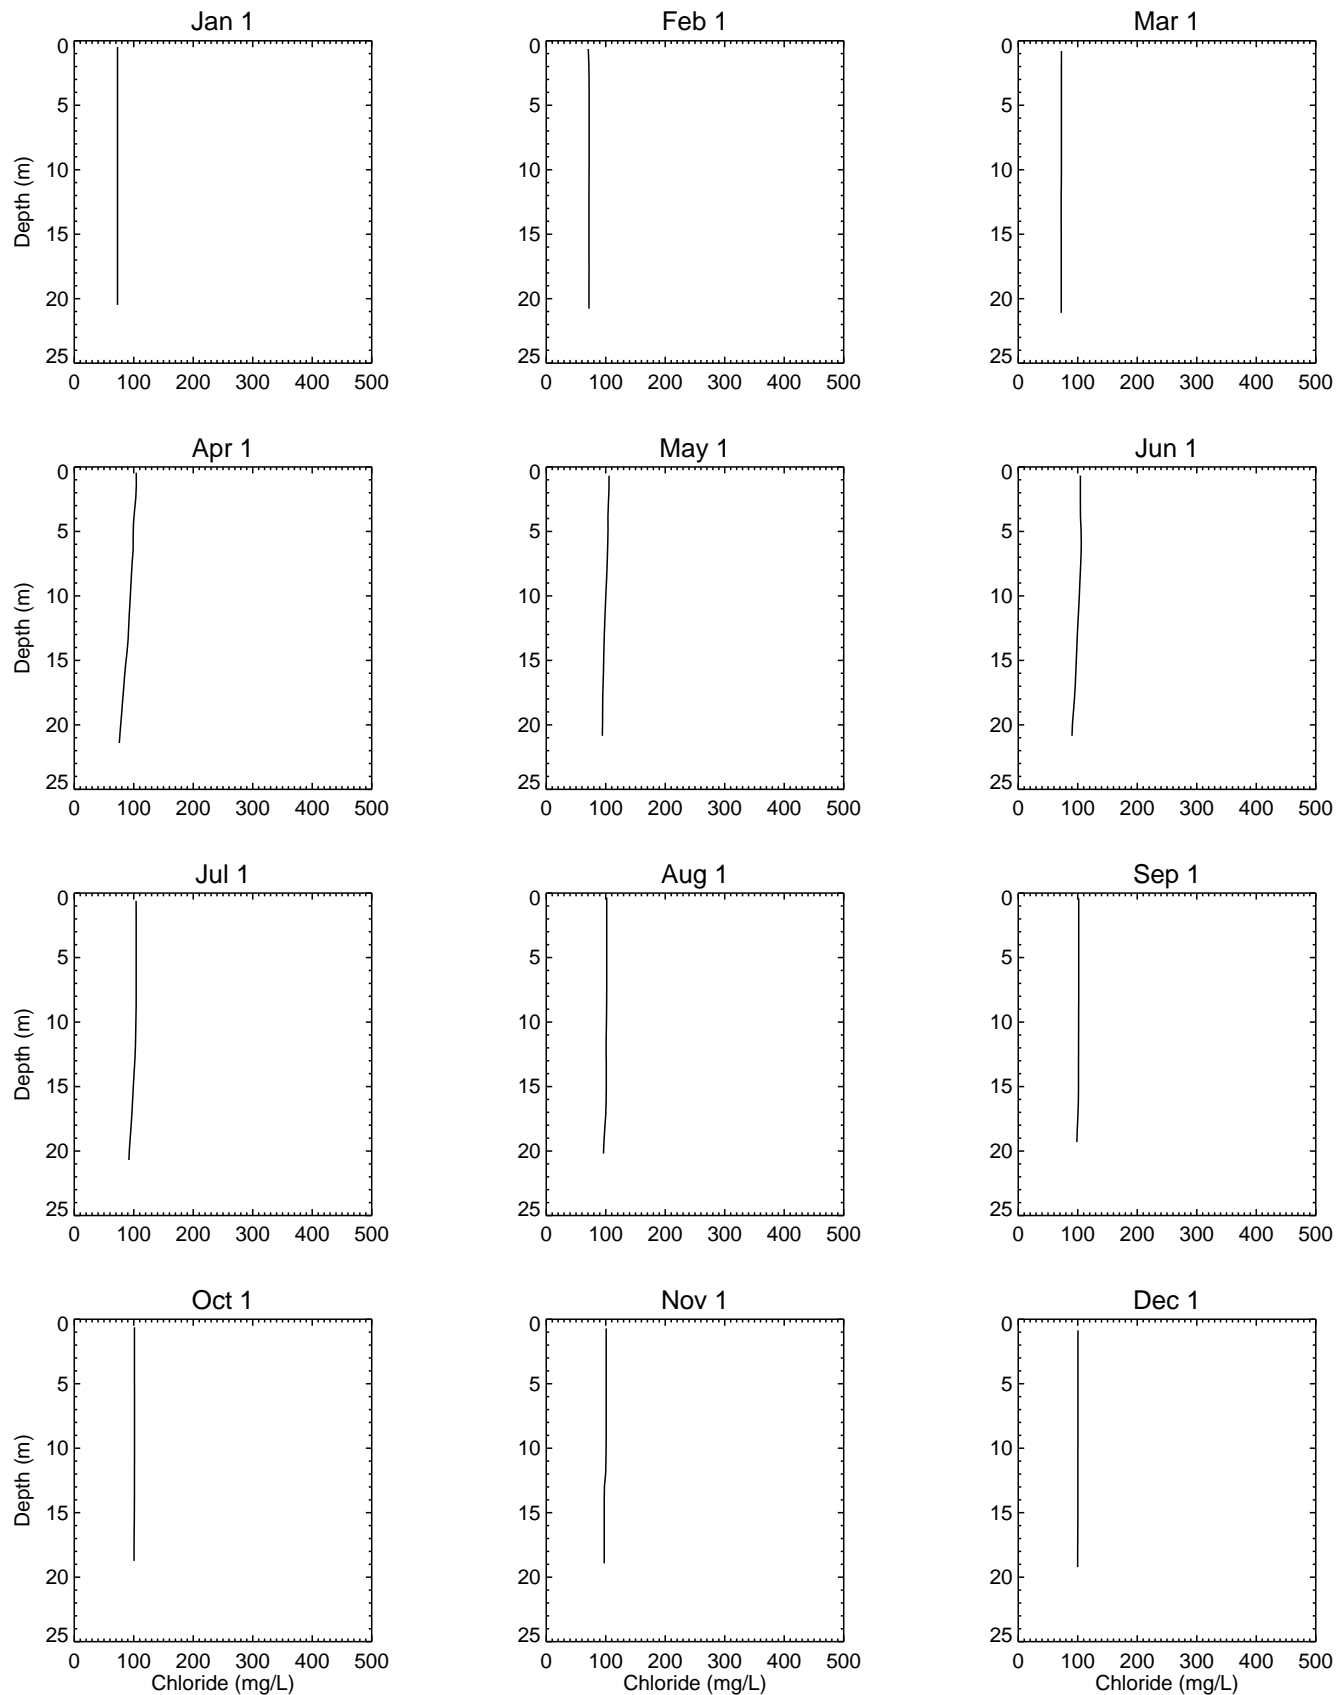 Jan 1 Feb 1 Mar 1
0 0 0
5 5 5
10 10 10
Depth (m)
15 15 15
20 20 20
25 25 25
0 100 200 300 400 500 0 100 200 300 400 500 0 100 200 300 400 500
Apr 1 May 1 Jun 1
0 0 0
5 5 5
10 10 10
Depth (m)
15 15 15
20 20 20
25 25 25
0 100 200 300 400 500 0 100 200 300 400 500 0 100 200 300 400 500
Jul 1 Aug 1 Sep 1
0 0 0
5 5 5
10 10 10
Depth (m)
15 15 15
20 20 20
25 25 25
0 100 200 300 400 500 0 100 200 300 400 500 0 100 200 300 400 500
Oct 1 Nov 1 Dec 1
0 0 0
5 5 5
10 10 10
Depth (m)
15 15 15
20 20 20
25 25 25
0 100 200 300 400 500 0 100 200 300 400 500 0 100 200 300 400 500
Chloride (mg/L) Chloride (mg/L) Chloride (mg/L)